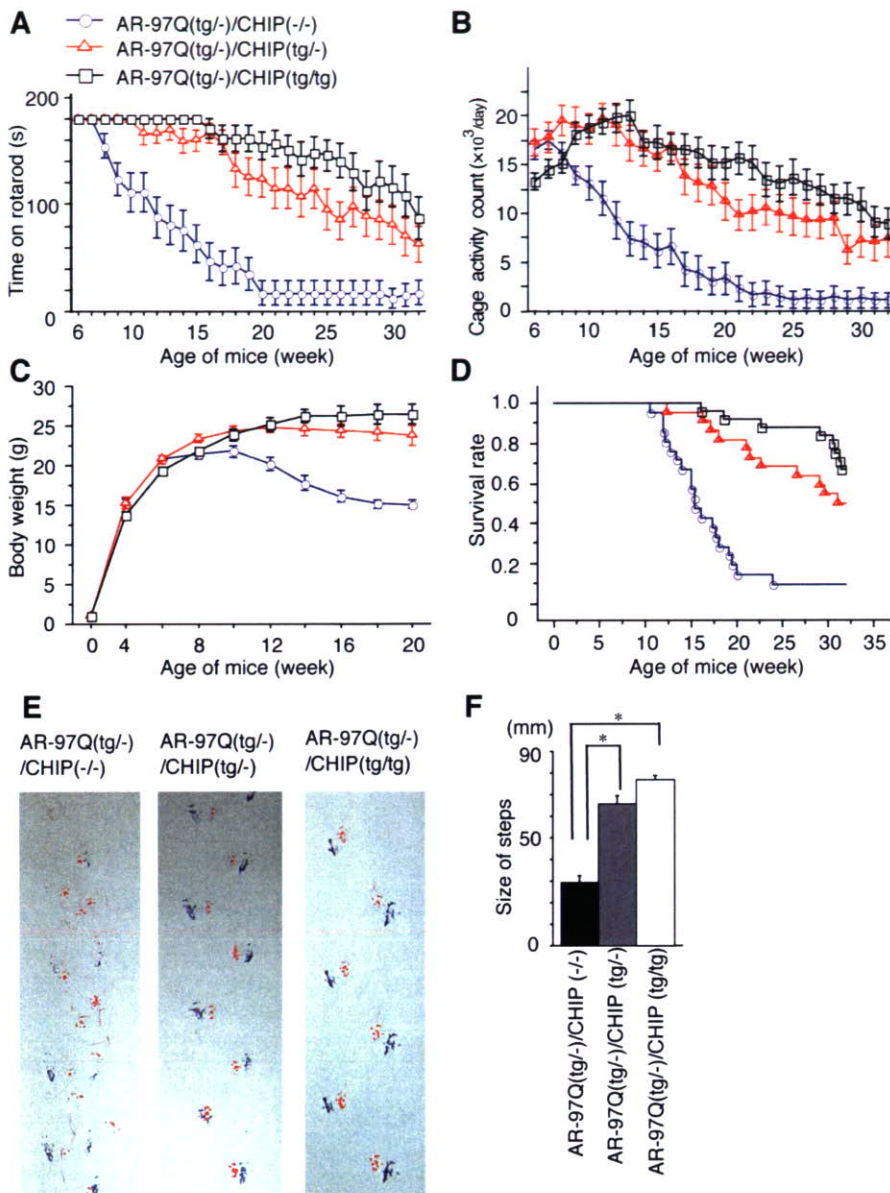 A
AR-97Q(tg/-)/CHIP(-/-)
AR-97Q(tg/-)/CHIP(tg/-)
AR-97Q(tg/-)/CHIP(tg/tg)
Time on rotarod (s)
200
100
0
6 10 15 20 25 30
Age of mice (week)
B
Cage activity count (×10³/day)
20
15
10
5
0
6 10 15 20 25 30
Age of mice (week)
C
Body weight (g)
30
25
20
15
10
5
0
0 4 8 12 16 20
Age of mice (week)
D
Survival rate
1.0
0.8
0.6
0.4
0.2
0
0 5 10 15 20 25 30 35
Age of mice (week)
E
AR-97Q(tg/-)
/CHIP(-/-)
AR-97Q(tg/-)
/CHIP(tg/-)
AR-97Q(tg/-)
/CHIP(tg/tg)
F
(mm)
90
50
0
Size of steps
*
*
AR-97Q(tg/-)/CHIP (-/-)
AR-97Q(tg/-)/CHIP (tg/-)
AR-97Q(tg/-)/CHIP (tg/tg)